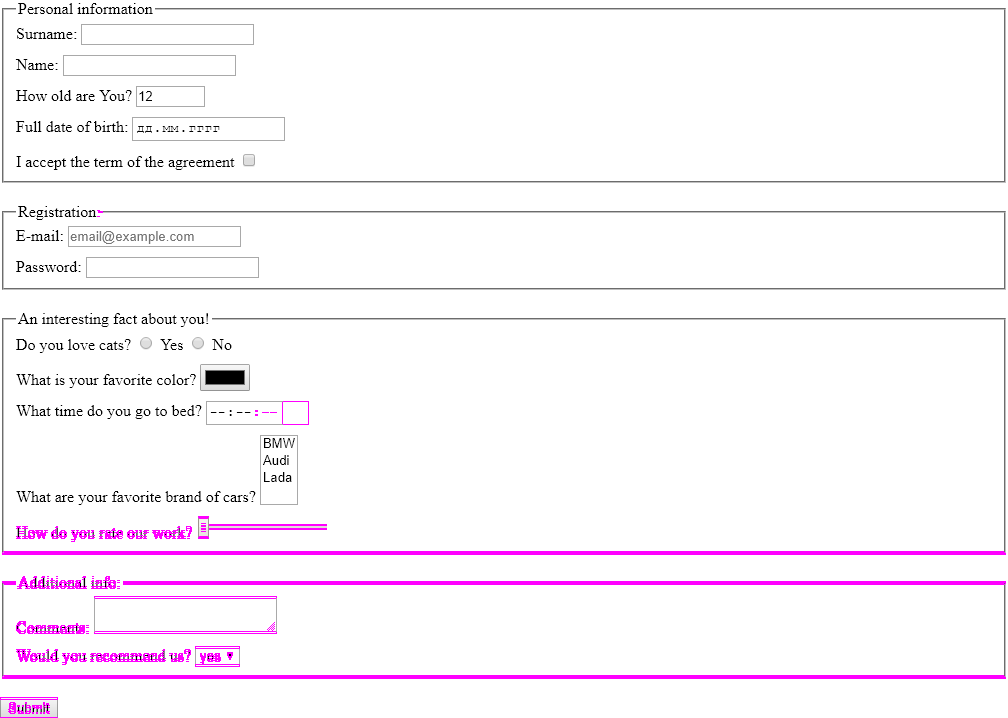 Personal information
Surname:
Name:
How old are You? 12
Full date of birth: дд.мм.гггг
I accept the term of the agreement
Registration:
E-mail: email@example.com
Password:
An interesting fact about you!
Do you love cats? Yes No
What is your favorite color?
What time do you go to bed? --:--:--
BMW
Audi
Lada
What are your favorite brand of cars?
How do you rate our work?
Additional info:
Comments:
Would you recommend us? yes
Submit